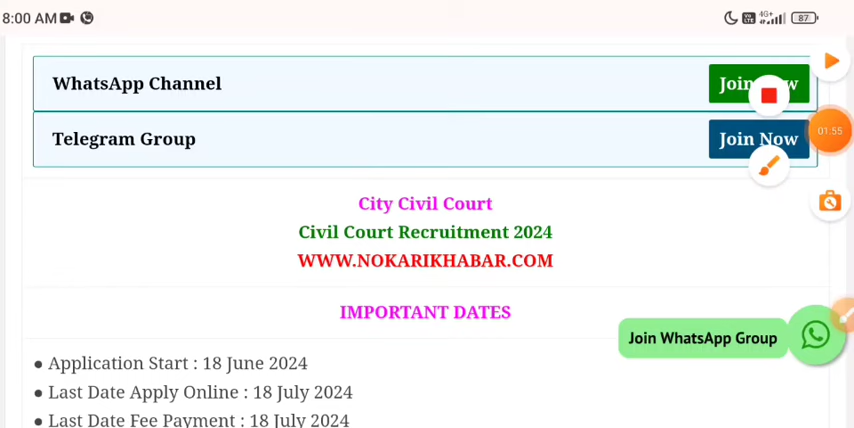 8:00 AM
4G+
87
WhatsApp Channel
Join Now
Telegram Group
Join Now
01:55
City Civil Court
Civil Court Recruitment 2024
WWW.NOKARIKHABAR.COM
IMPORTANT DATES
Join WhatsApp Group
● Application Start : 18 June 2024
● Last Date Apply Online : 18 July 2024
● Last Date Fee Payment : 18 July 2024